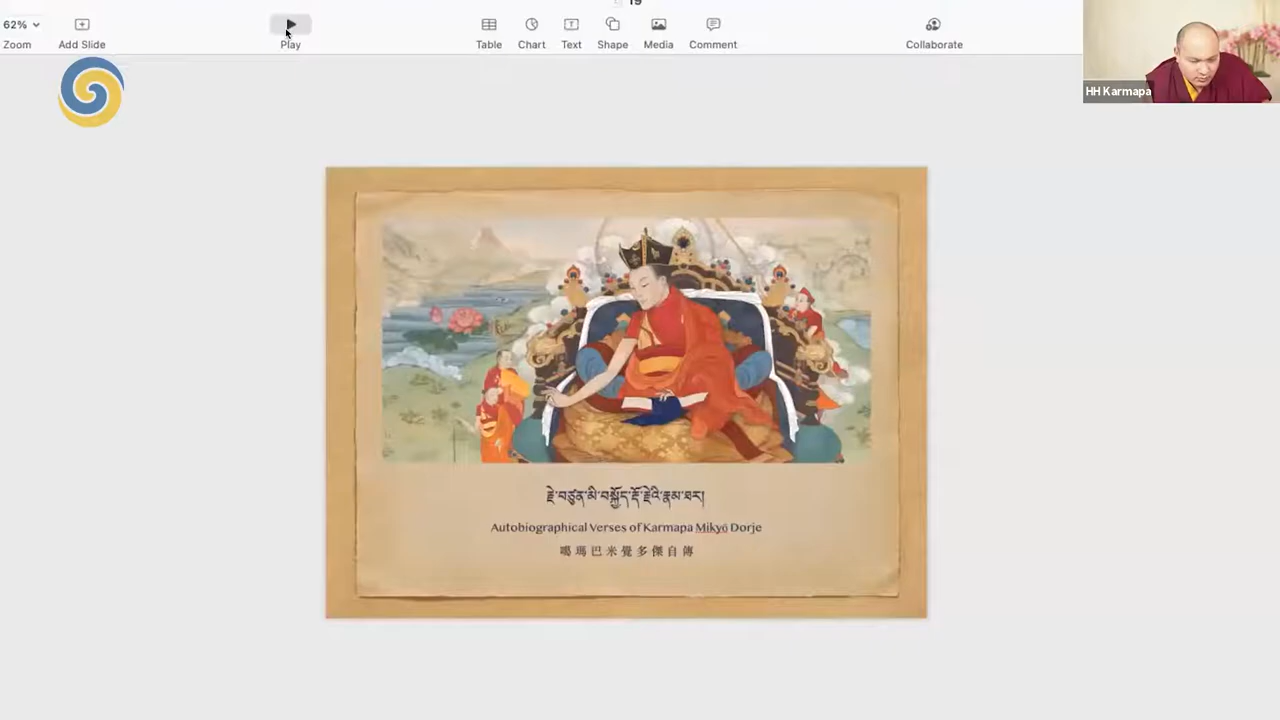 19
62%
Zoom
Add Slide
Play
Table
Chart
Text
Shape
Media
Comment
Collaborate
HH Karmapa
རྗེ་བཙུན་མི་བསྐྱོད་རྡོ་རྗེའི་རྣམ་ཐར།
Autobiographical Verses of Karmapa Mikyö Dorje
噶瑪巴米覺多傑自傳